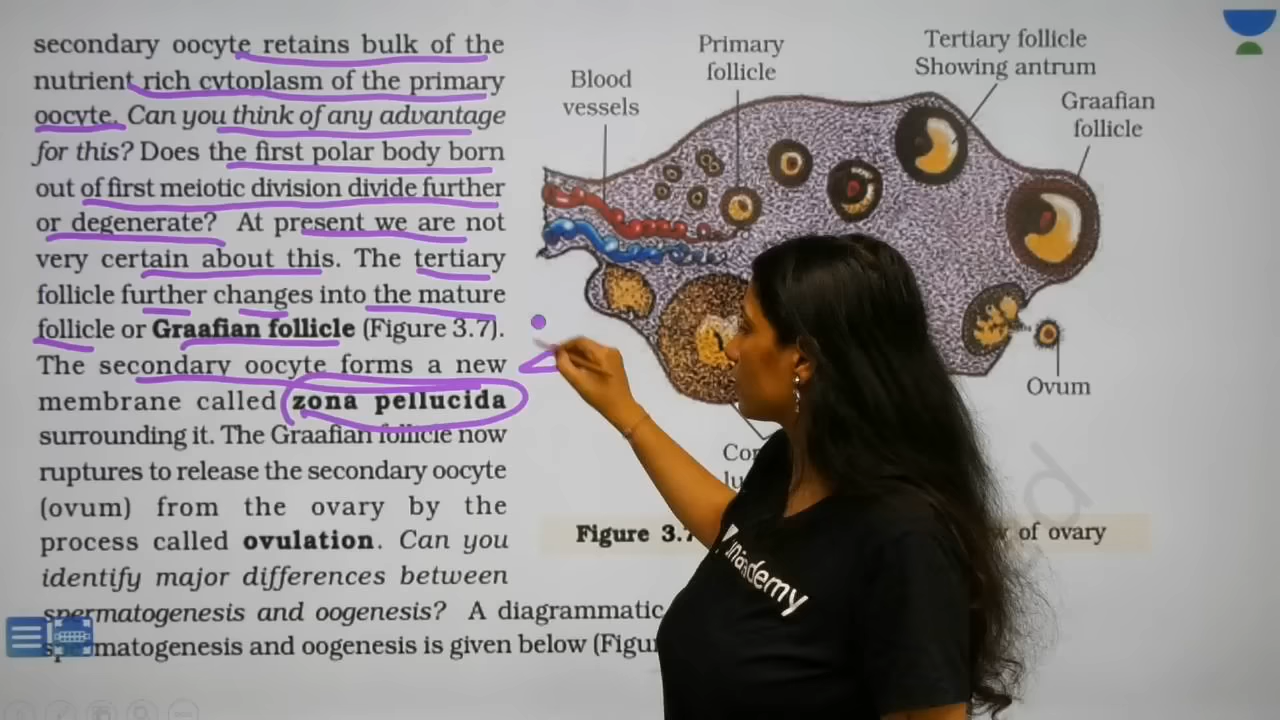 secondary oocyte retains bulk of the
nutrient rich cytoplasm of the primary
oocyte. Can you think of any advantage
for this? Does the first polar body born
out of first meiotic division divide further
or degenerate? At present we are not
very certain about this. The tertiary
follicle further changes into the mature
follicle or Graafian follicle (Figure 3.7).
The secondary oocyte forms a new
membrane called zona pellucida
surrounding it. The Graafian follicle now
ruptures to release the secondary oocyte
(ovum) from the ovary by the
process called ovulation. Can you
identify major differences between
spermatogenesis and oogenesis? A diagrammatic
spermatogenesis and oogenesis is given below (Figu
Blood
vessels
Primary
follicle
Tertiary follicle
Showing antrum
Graafian
follicle
Ovum
Cor
lu
Figure 3.7
of ovary
unacademy
d